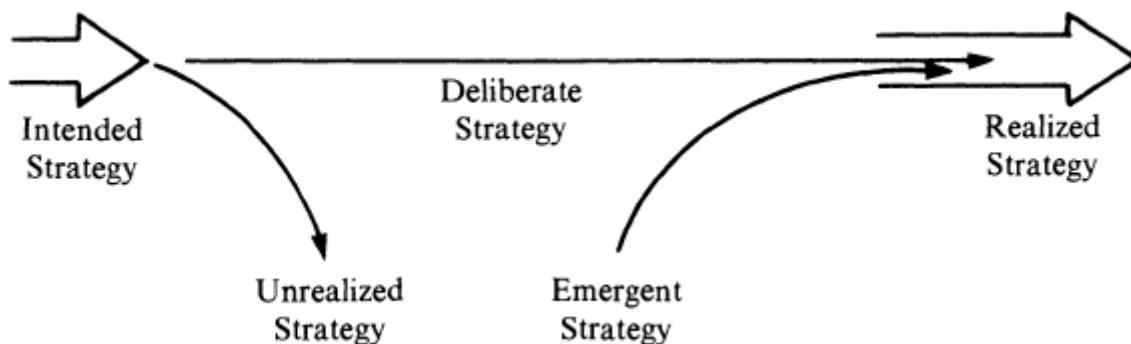 Deliberate
Strategy
Intended
Strategy
Realized
Strategy
Unrealized
Strategy
Emergent
Strategy